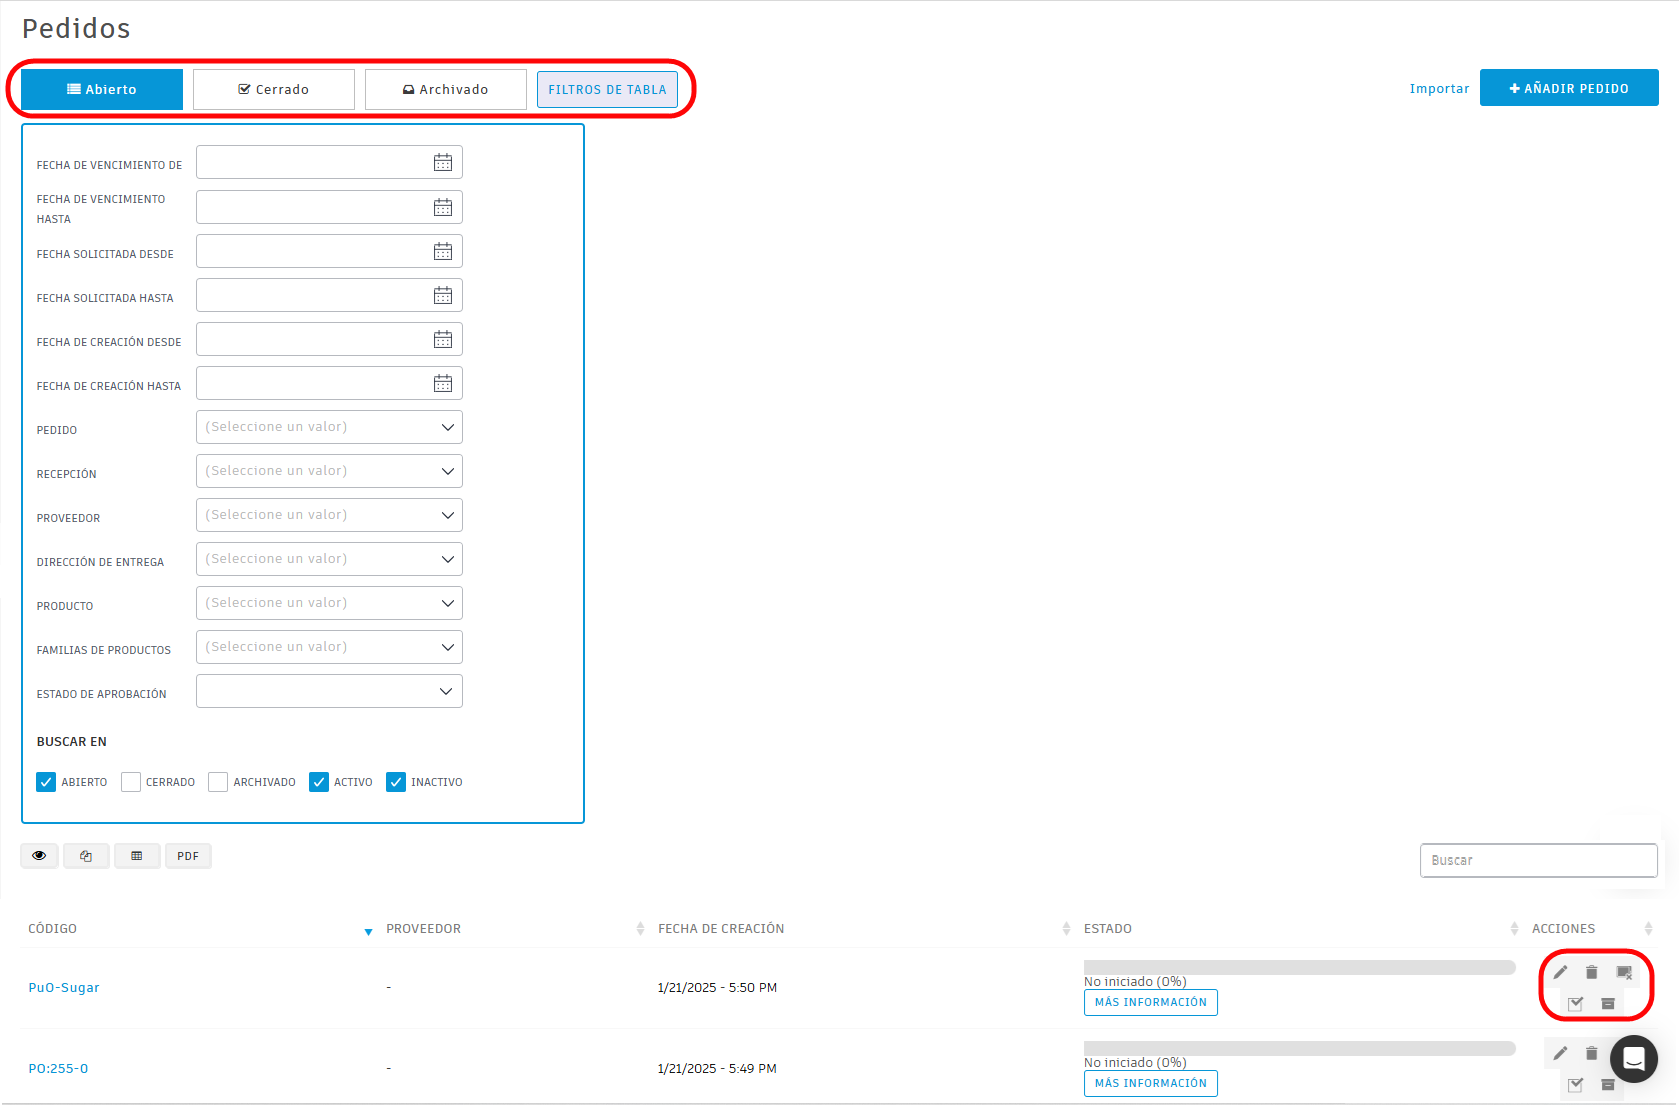 Pedidos
Abierto
Cerrado
Archivado
FILTROS DE TABLA
Importar
AÑADIR PEDIDO
FECHA DE VENCIMIENTO DE
FECHA DE VENCIMIENTO
HASTA
FECHA SOLICITADA DESDE
FECHA SOLICITADA HASTA
FECHA DE CREACIÓN DESDE
FECHA DE CREACIÓN HASTA
PEDIDO
(Seleccione un valor)
RECEPCIÓN
(Seleccione un valor)
PROVEEDOR
(Seleccione un valor)
DIRECCIÓN DE ENTREGA
(Seleccione un valor)
PRODUCTO
(Seleccione un valor)
FAMILIAS DE PRODUCTOS
(Seleccione un valor)
ESTADO DE APROBACIÓN
BUSCAR EN
ABIERTO
CERRADO
ARCHIVADO
ACTIVO
INACTIVO
PDF
Buscar
CÓDIGO
PROVEEDOR
FECHA DE CREACIÓN
ESTADO
ACCIONES
PuO-Sugar
-
1/21/2025 - 5:50 PM
No iniciado (0%)
MÁS INFORMACIÓN
PO:255-0
-
1/21/2025 - 5:49 PM
No iniciado (0%)
MÁS INFORMACIÓN